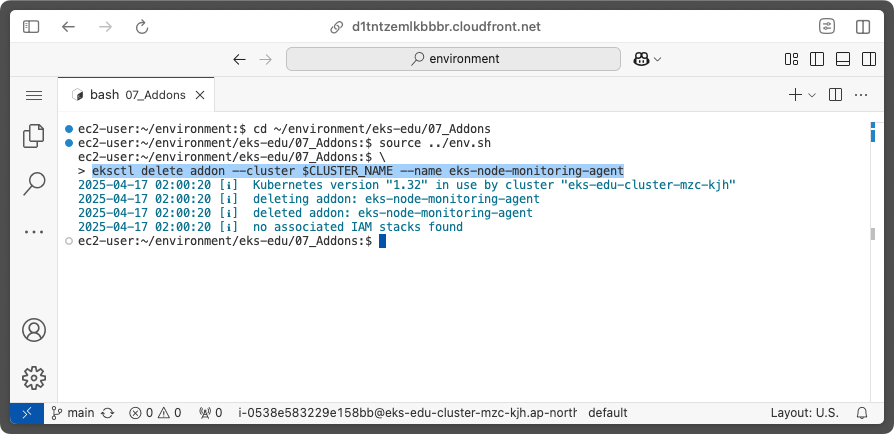 d1tntzemlkbbbr.cloudfront.net
environment
bash 07_Addons
ec2-user:~/environment:$ cd ~/environment/eks-edu/07_Addons
ec2-user:~/environment/eks-edu/07_Addons:$ source ../env.sh
ec2-user:~/environment/eks-edu/07_Addons:$ \
> eksctl delete addon --cluster $CLUSTER_NAME --name eks-node-monitoring-agent
2025-04-17 02:00:20 [ℹ]  Kubernetes version "1.32" in use by cluster "eks-edu-cluster-mzc-kjh"
2025-04-17 02:00:20 [ℹ]  deleting addon: eks-node-monitoring-agent
2025-04-17 02:00:20 [ℹ]  deleted addon: eks-node-monitoring-agent
2025-04-17 02:00:20 [ℹ]  no associated IAM stacks found
ec2-user:~/environment/eks-edu/07_Addons:$
main 0 0 0 i-0538e583229e158bb@eks-edu-cluster-mzc-kjh.ap-north default Layout: U.S.